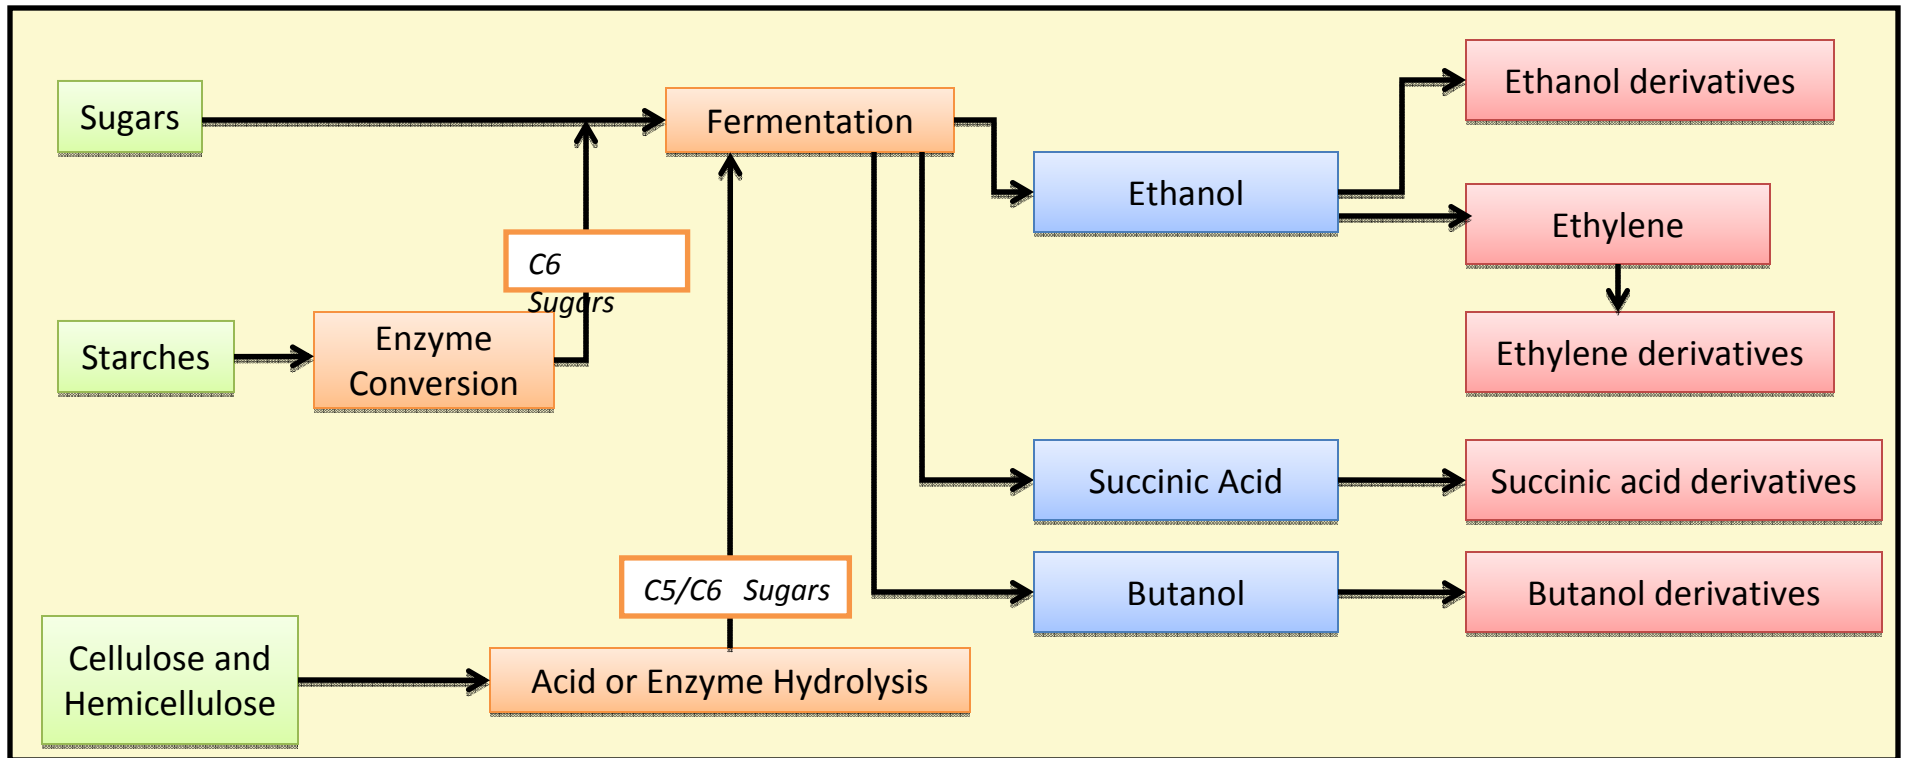 Sugars
Fermentation
Ethanol derivatives
Ethanol
Ethylene
C6
Sugars
Starches
Enzyme
Conversion
Ethylene derivatives
Succinic Acid
Succinic acid derivatives
C5/C6 Sugars
Butanol
Butanol derivatives
Cellulose and
Hemicellulose
Acid or Enzyme Hydrolysis